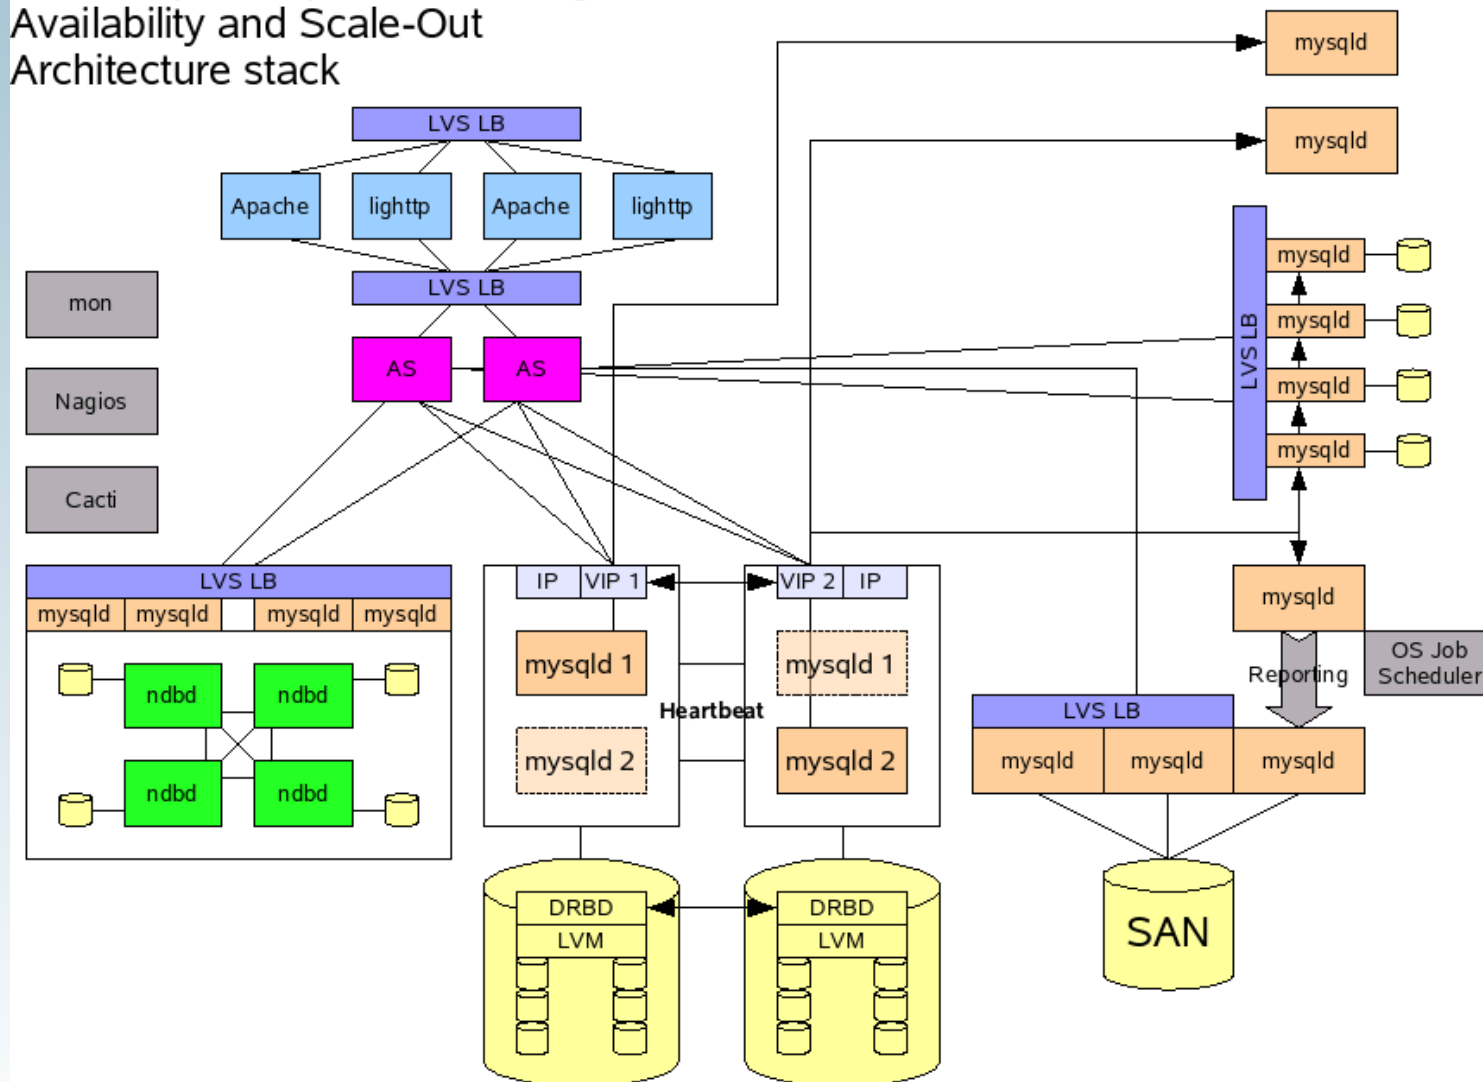 Availability and Scale-Out
Architecture stack
mysqld
mysqld
LVS LB
Apache
lighttp
Apache
lighttp
LVS LB
mon
Nagios
Cacti
AS
AS
LVS LB
mysqld
mysqld
mysqld
mysqld
LVS LB
mysqld
mysqld
mysqld
mysqld
ndbd
ndbd
ndbd
ndbd
IP
VIP 1
mysqld 1
mysqld 2
Heartbeat
VIP 2
IP
mysqld 1
mysqld 2
DRBD
LVM
DRBD
LVM
mysqld
Reporting
OS Job
Scheduler
LVS LB
mysqld
mysqld
mysqld
SAN